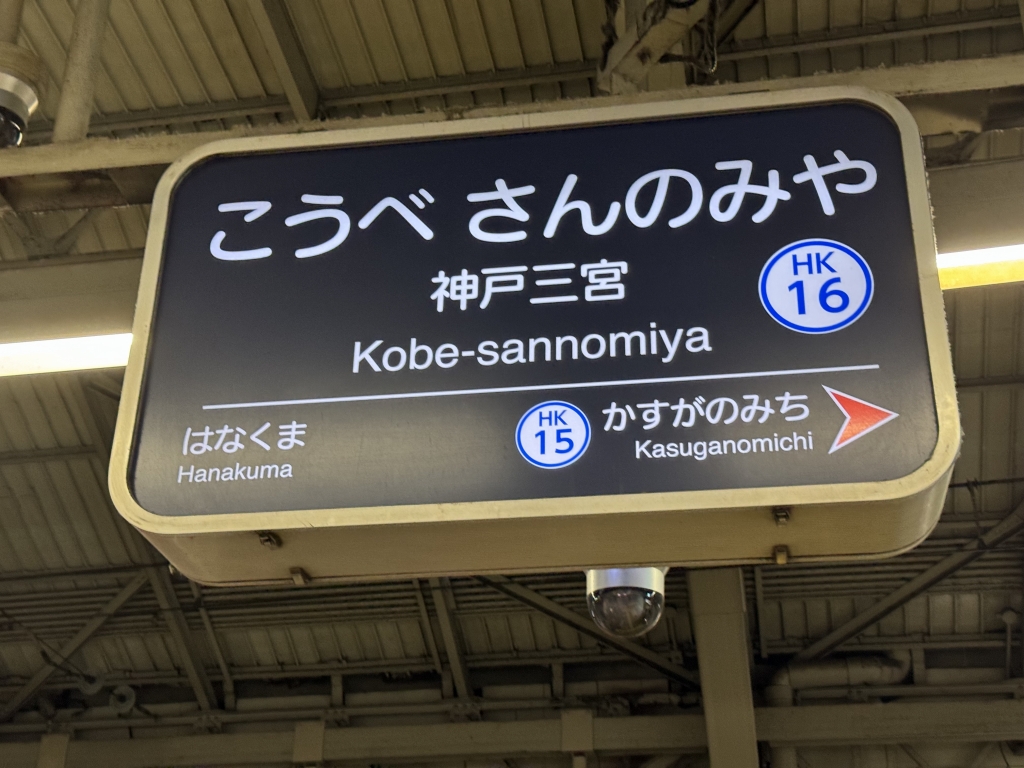 こうべ さんのみや
神戸三宮
HK
16
Kobe-sannomiya
はなくま
Hanakuma
HK
15
かすがのみち
Kasuganomichi